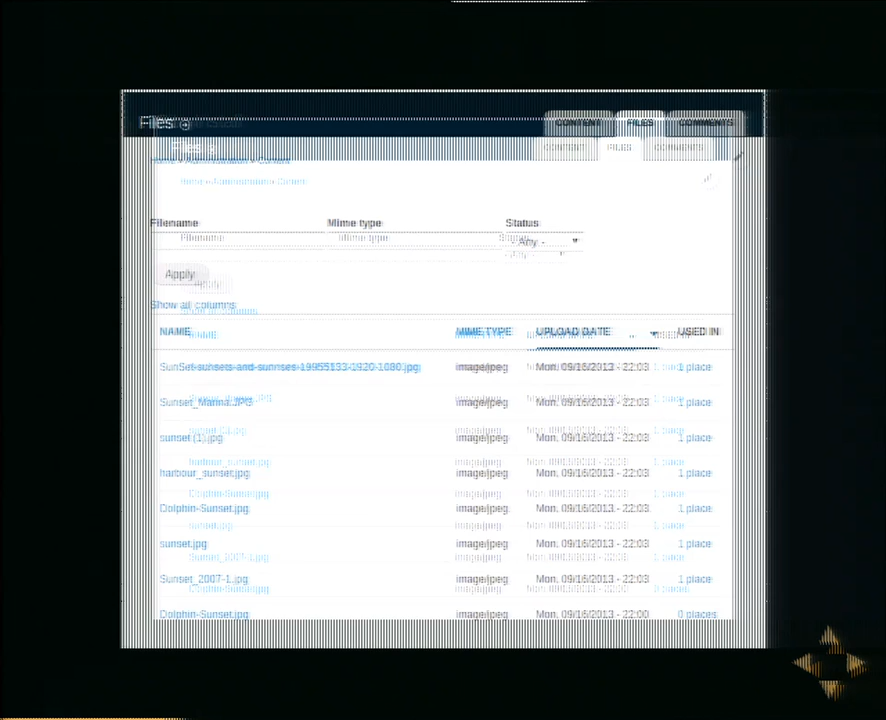 Files
CONTENT FILES COMMENTS
Home » Administration » Content
Filename Mime type Status
- Any -
Apply
Show all columns
NAME MIME TYPE UPLOAD DATE USED IN
SunSet-sunsets-and-sunrises-19955133-1920-1080.jpg image/jpeg Mon, 09/16/2013 - 22:03 1 place
Sunset_Marina.JPG image/jpeg Mon, 09/16/2013 - 22:03 1 place
sunset (1).jpg image/jpeg Mon, 09/16/2013 - 22:03 1 place
harbour_sunset.jpg image/jpeg Mon, 09/16/2013 - 22:03 1 place
Dolphin-Sunset.jpg image/jpeg Mon, 09/16/2013 - 22:03 1 place
sunset.jpg image/jpeg Mon, 09/16/2013 - 22:03 1 place
Sunset_2007-1.jpg image/jpeg Mon, 09/16/2013 - 22:03 1 place
Dolphin-Sunset.jpg image/jpeg Mon, 09/16/2013 - 22:00 0 places